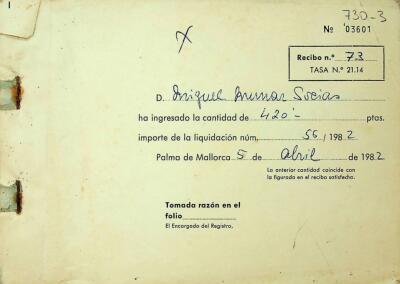 730-3
Nº 03601
X
Recibo n.º 73
TASA N.º 21.14
D. Miguel Socias
ha ingresado la cantidad de 420.- ptas.
importe de la liquidación núm. 56/1982
Palma de Mallorca 5 de abril de 1982
La anterior cantidad coincide con
la figurada en el recibo satisfecho.
Tomada razón en el
folio
El Encargado del Registro,